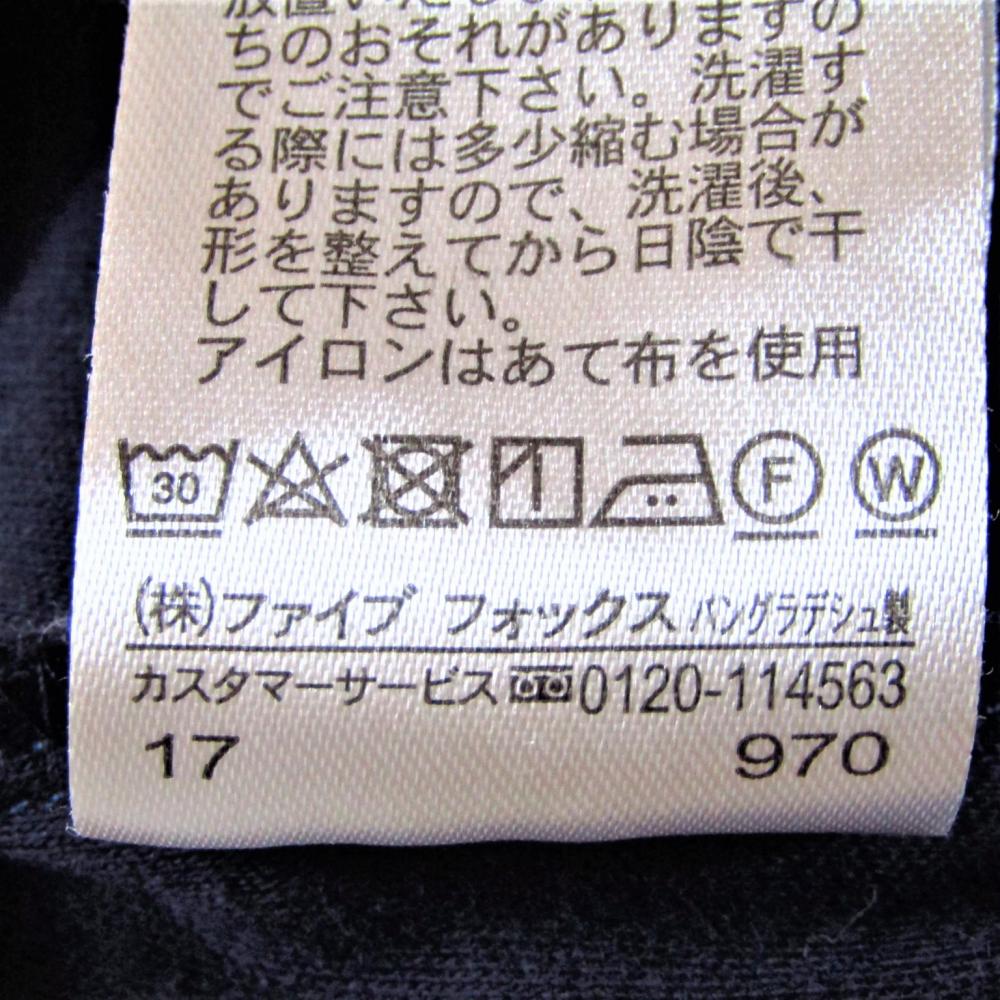 ちのおそれがありますの
でご注意下さい。洗濯す
る際には多少縮む場合が
ありますので、洗濯後、
形を整えてから日陰で干
して下さい。
アイロンはあて布を使用
30 F W
(株)ファイブ フォックス バングラデシュ製
カスタマーサービス 0120-114563
17 970